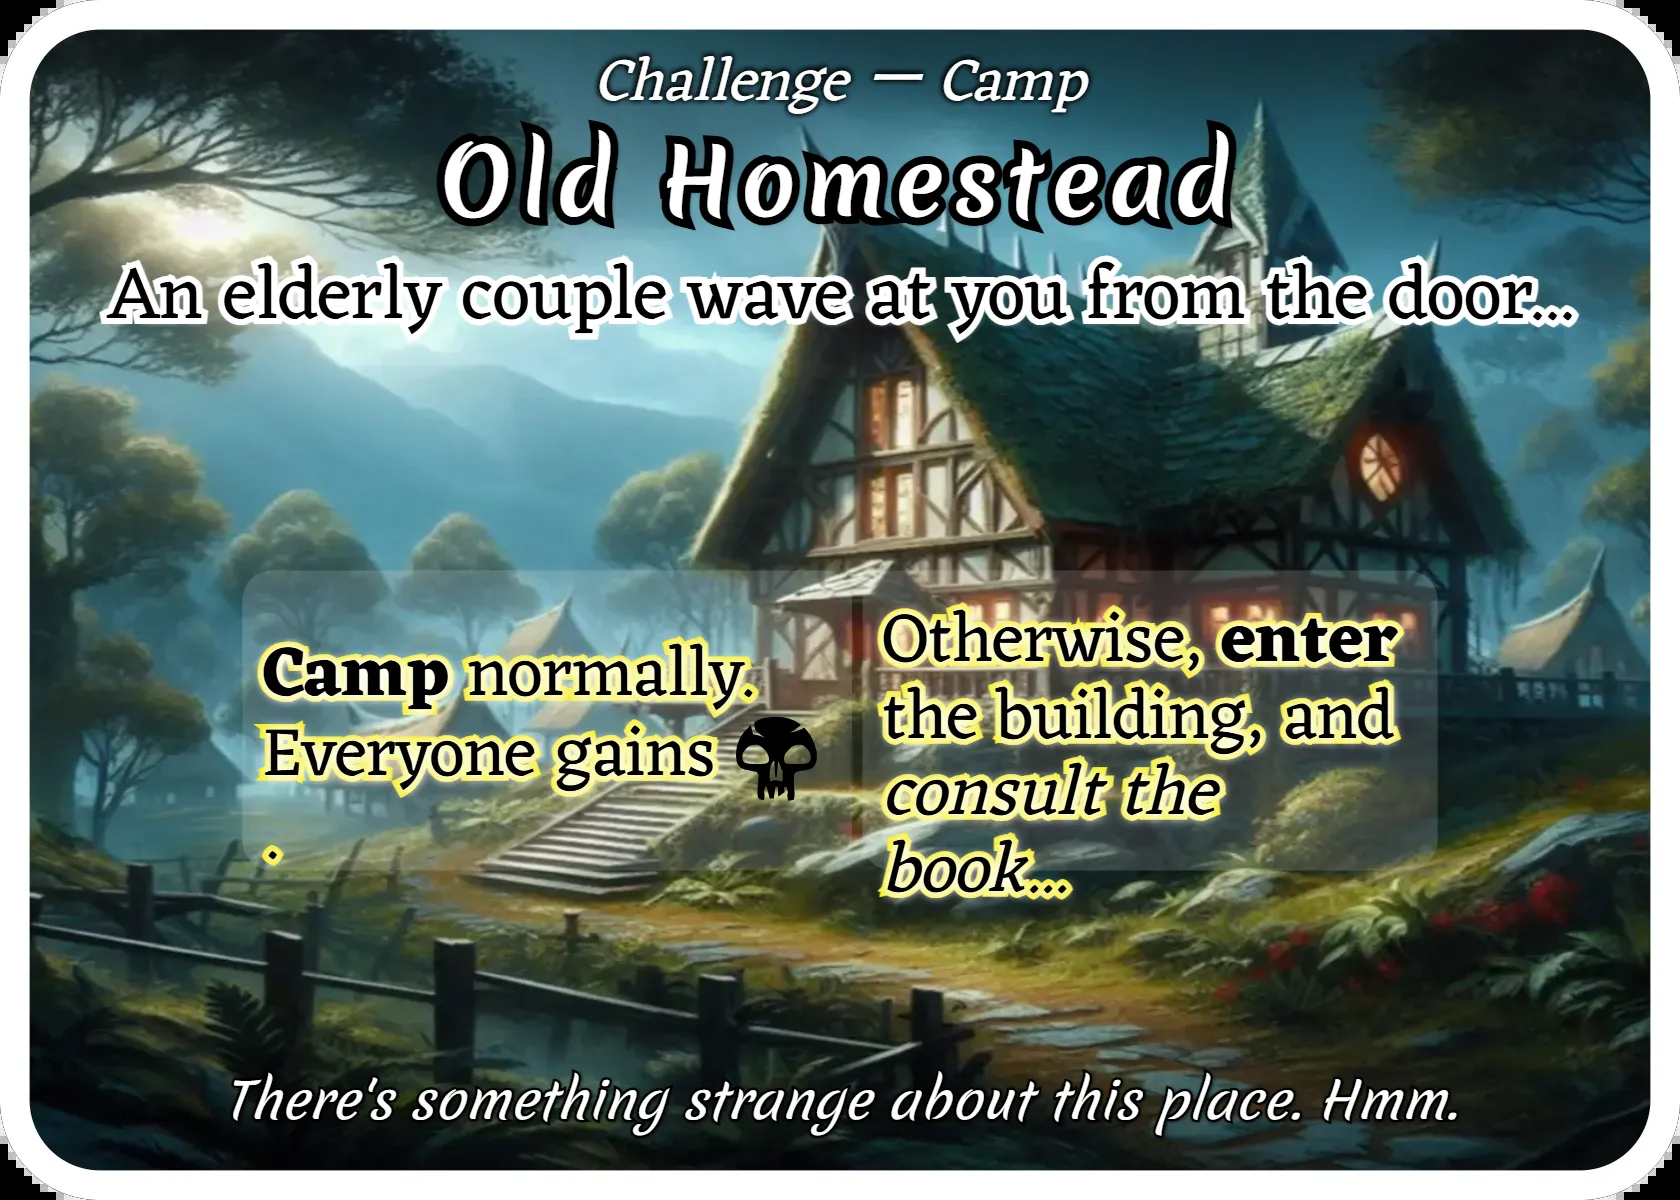 Challenge — Camp
Old Homestead
An elderly couple wave at you from the door...
Camp normally.
Everyone gains
.
Otherwise, enter
the building, and
consult the
book...
There's something strange about this place. Hmm.